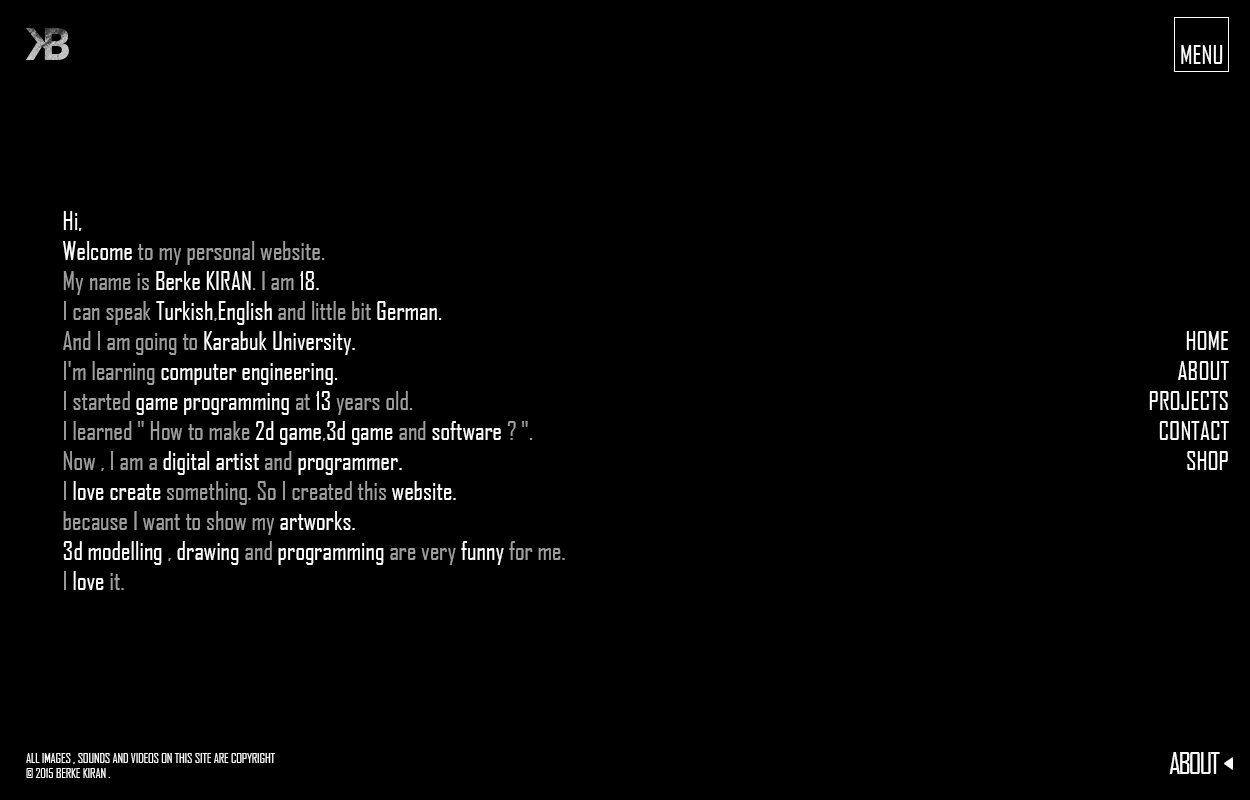 KB
MENU
Hi,
Welcome to my personal website.
My name is Berke KIRAN. I am 18.
I can speak Turkish,English and little bit German.
And I am going to Karabuk University.
I'm learning computer engineering.
I started game programming at 13 years old.
I learned " How to make 2d game,3d game and software ? ".
Now , I am a digital artist and programmer.
I love create something. So I created this website.
because I want to show my artworks.
3d modelling , drawing and programming are very funny for me.
I love it.
HOME
ABOUT
PROJECTS
CONTACT
SHOP
ALL IMAGES , SOUNDS AND VIDEOS ON THIS SITE ARE COPYRIGHT
© 2015 BERKE KIRAN .
ABOUT